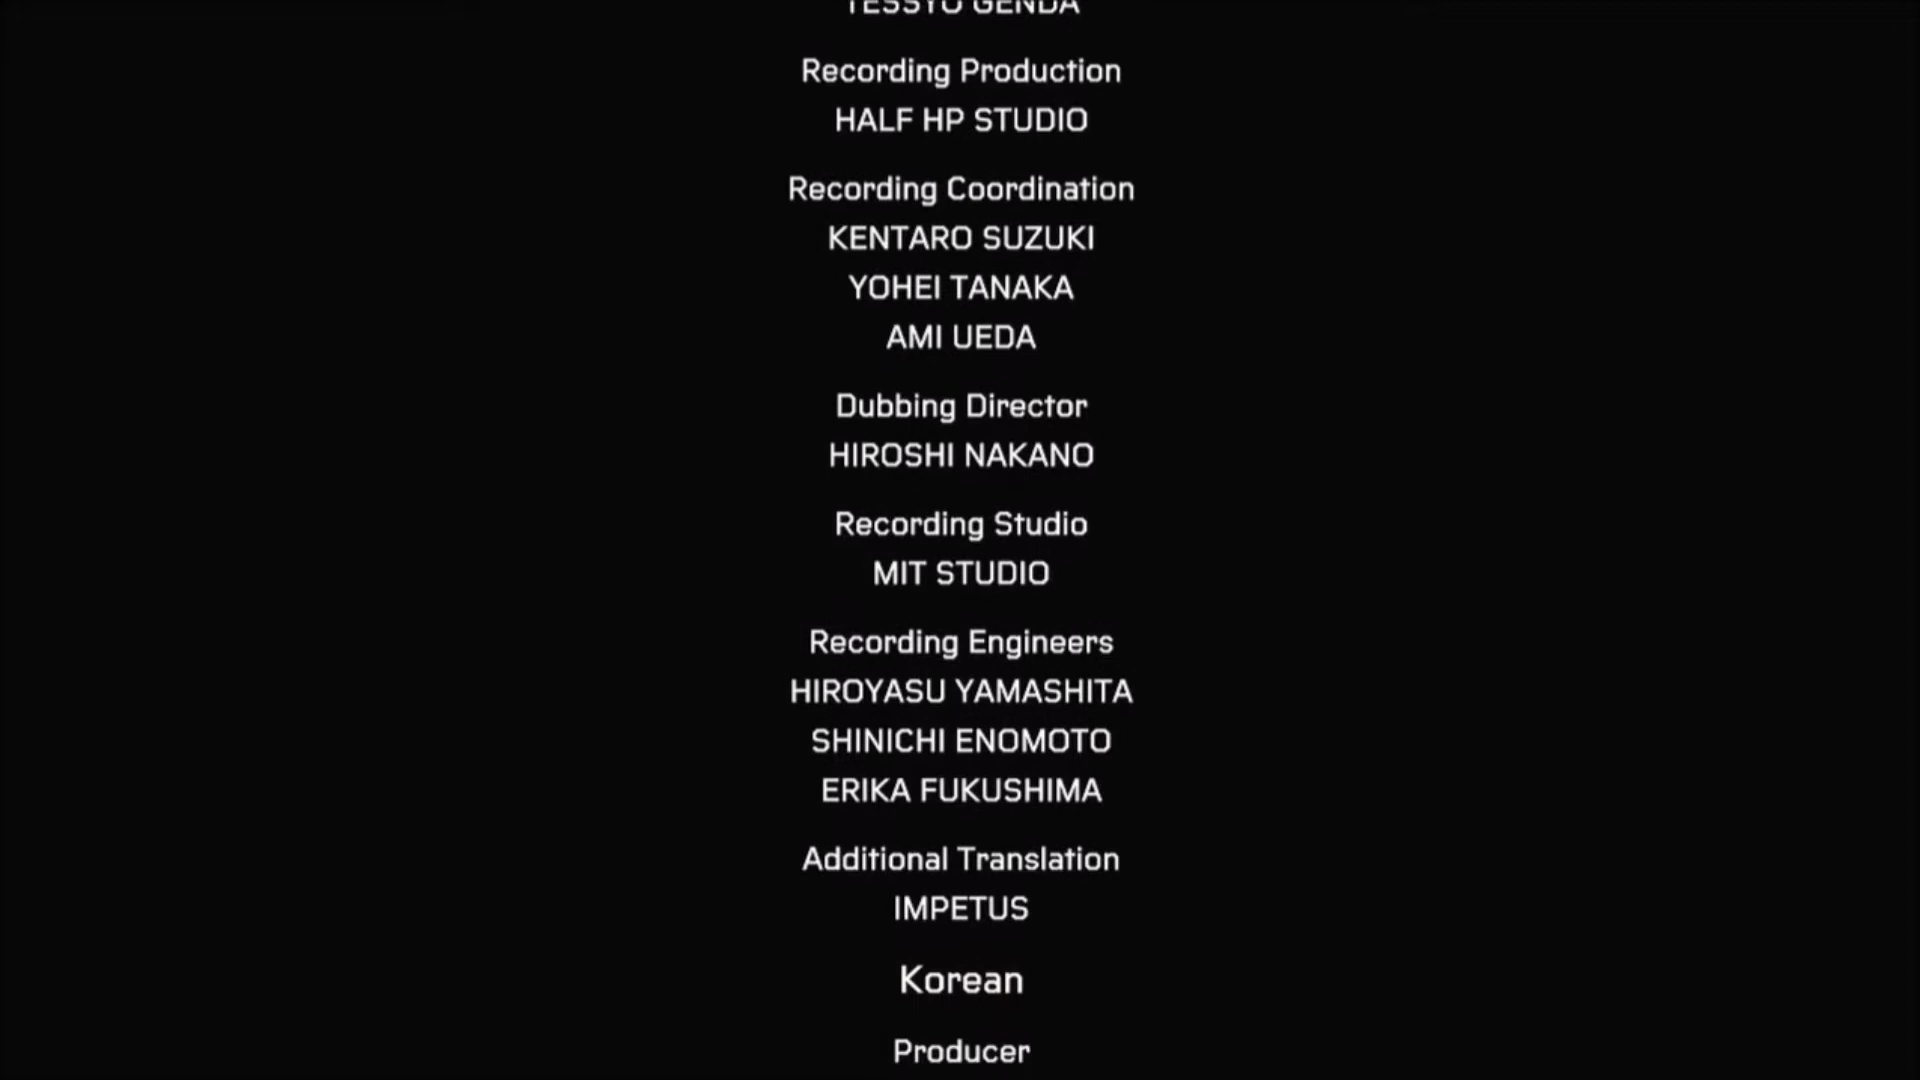 TESSYO GENDA
Recording Production
HALF HP STUDIO
Recording Coordination
KENTARO SUZUKI
YOHEI TANAKA
AMI UEDA
Dubbing Director
HIROSHI NAKANO
Recording Studio
MIT STUDIO
Recording Engineers
HIROYASU YAMASHITA
SHINICHI ENOMOTO
ERIKA FUKUSHIMA
Additional Translation
IMPETUS
Korean
Producer